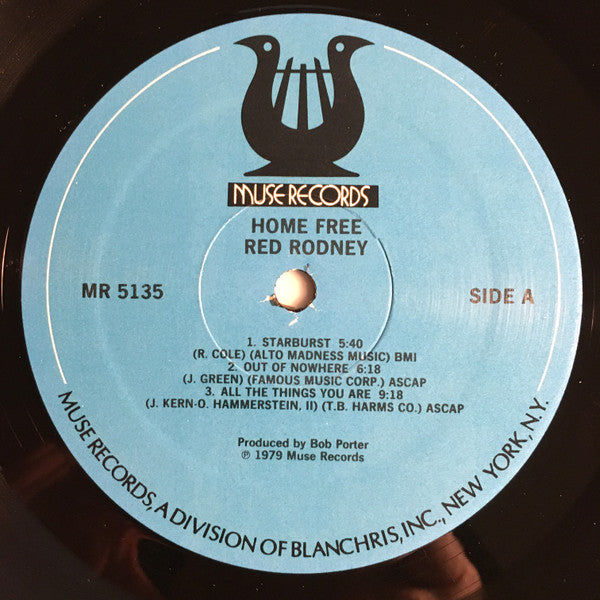 MUSE RECORDS
HOME FREE
RED RODNEY
MR 5135
SIDE A
1. STARBURST 5:40
(R. COLE) (ALTO MADNESS MUSIC) BMI
2. OUT OF NOWHERE 6:18
(J. GREEN) (FAMOUS MUSIC CORP.) ASCAP
3. ALL THE THINGS YOU ARE 9:18
(J. KERN-O. HAMMERSTEIN, II) (T.B. HARMS CO.) ASCAP
Produced by Bob Porter
℗ 1979 Muse Records
MUSE RECORDS, A DIVISION OF BLANCHRIS, INC., NEW YORK, N.Y.